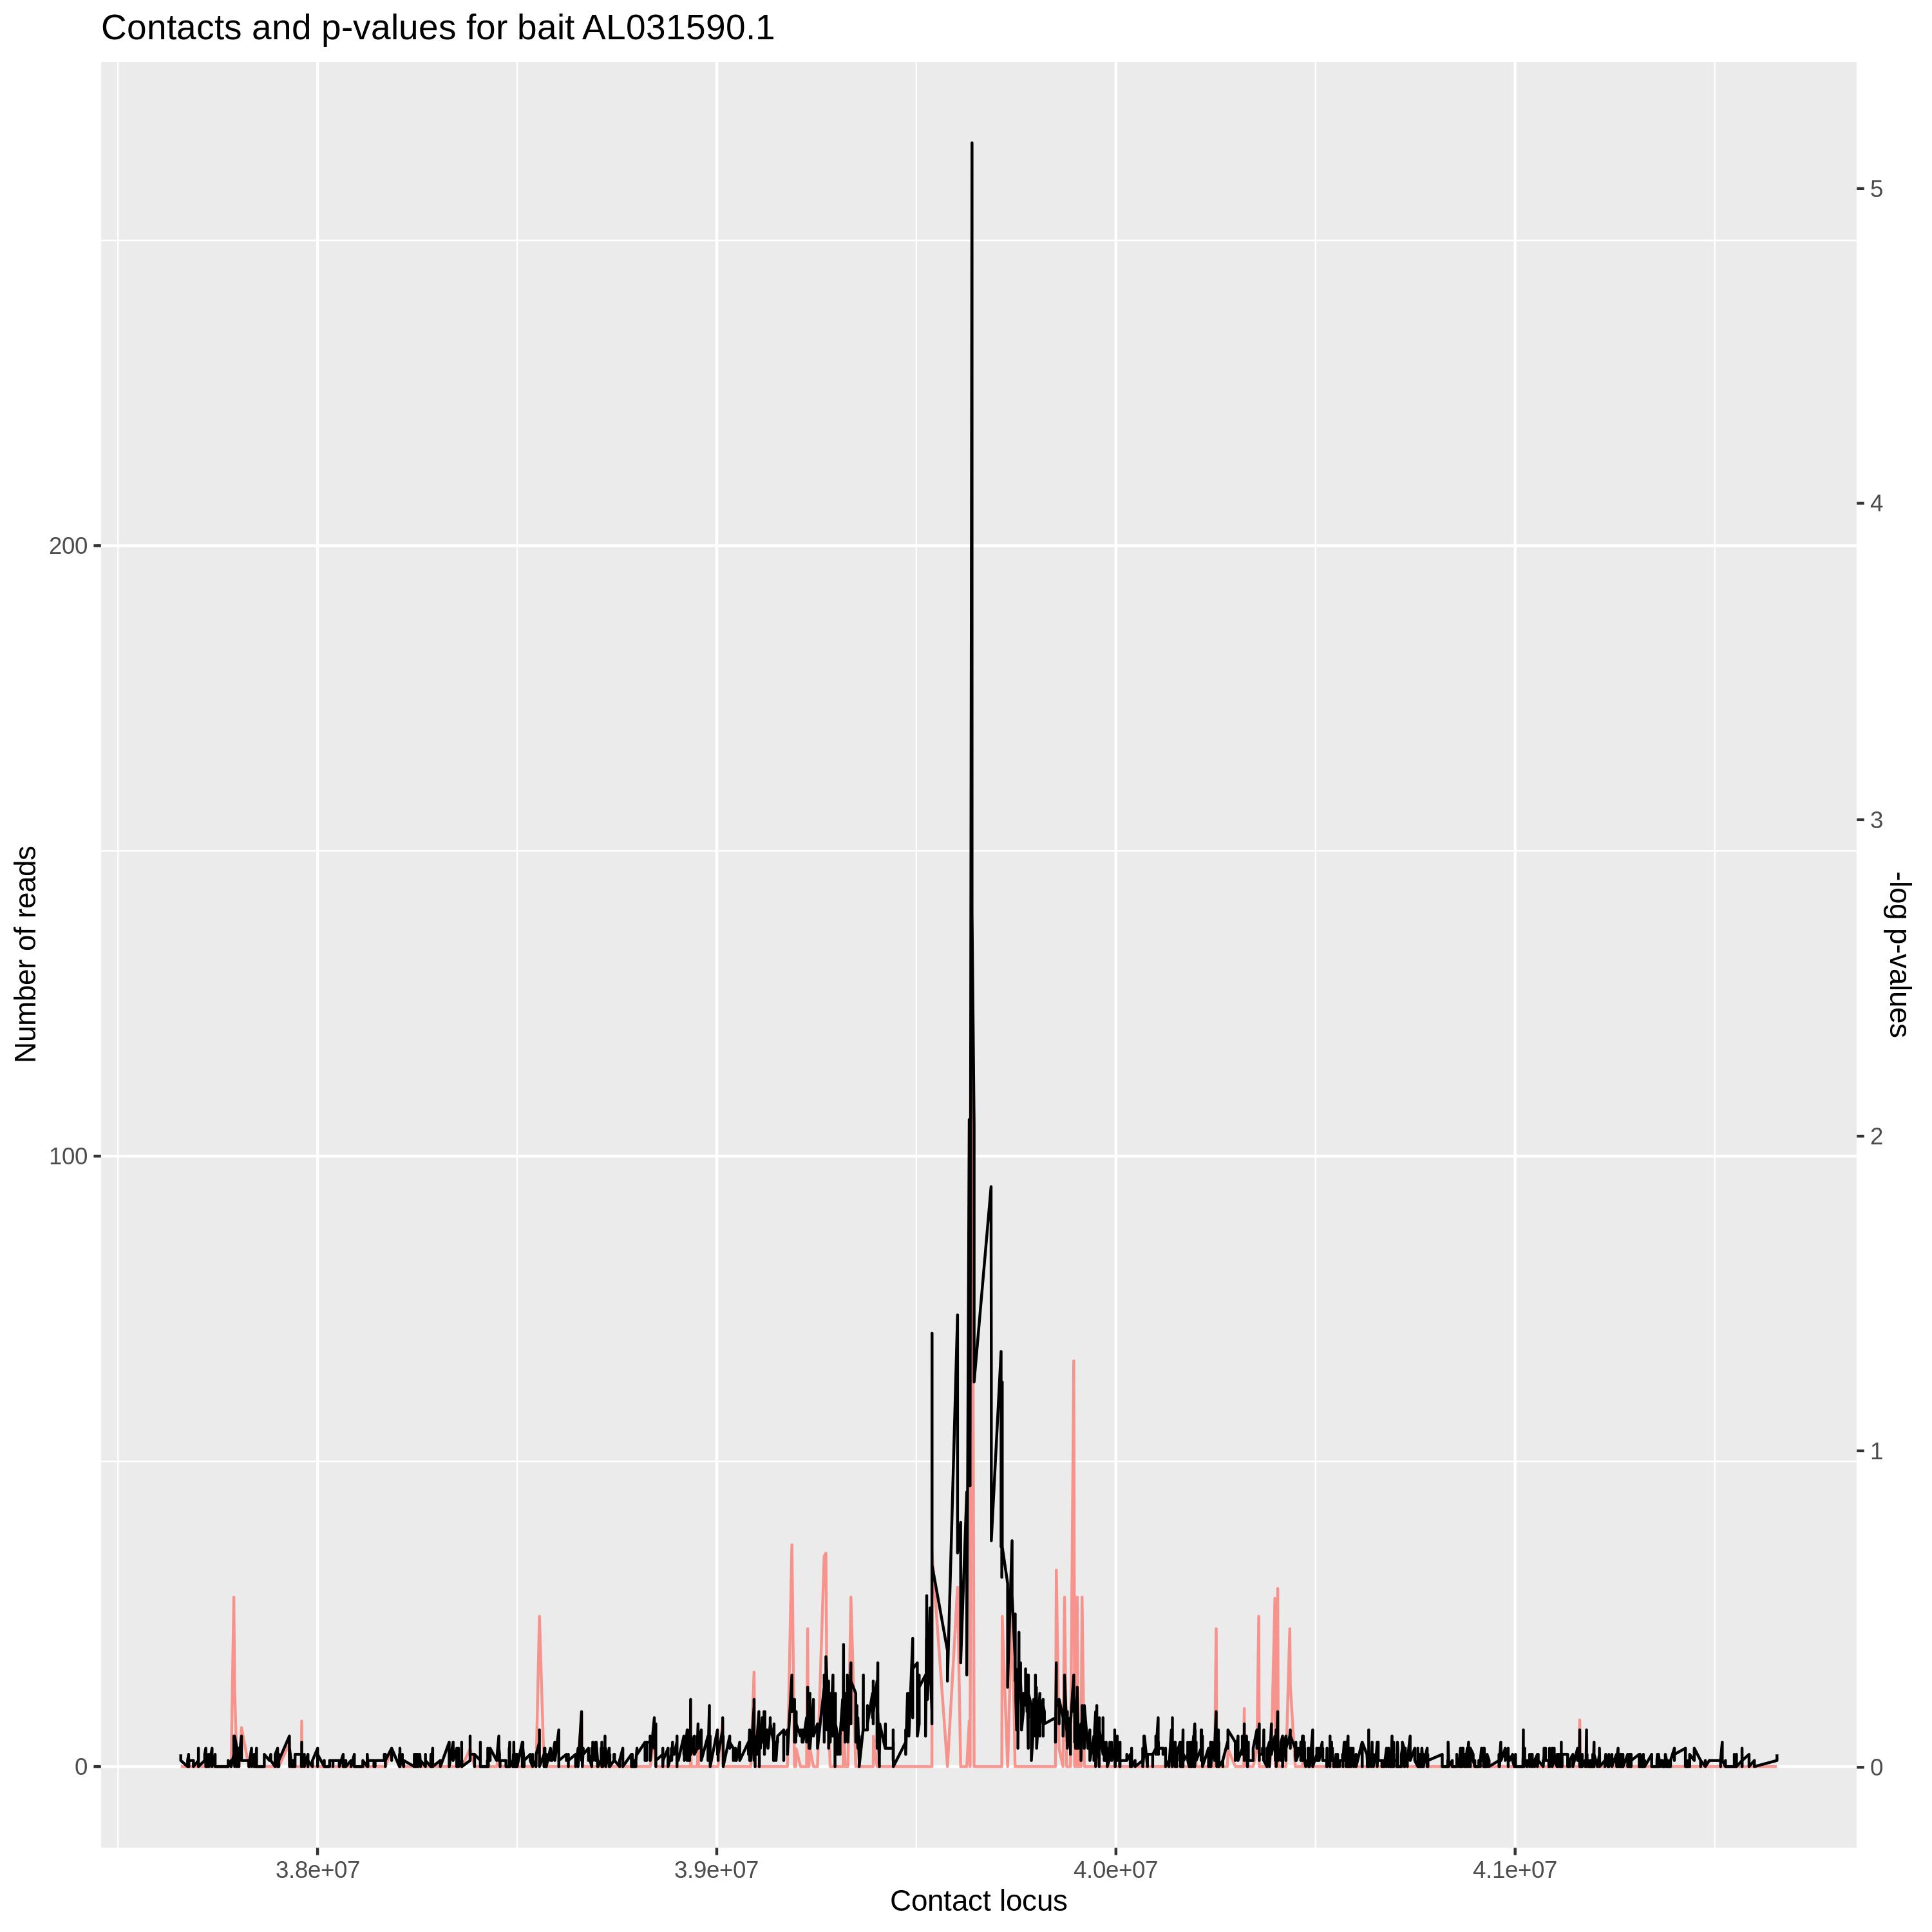 Contacts and p-values for bait AL031590.1
5
4
200
3
Number of reads
-log p-values
2
100
1
0
0
3.8e+07 3.9e+07 4.0e+07 4.1e+07
Contact locus